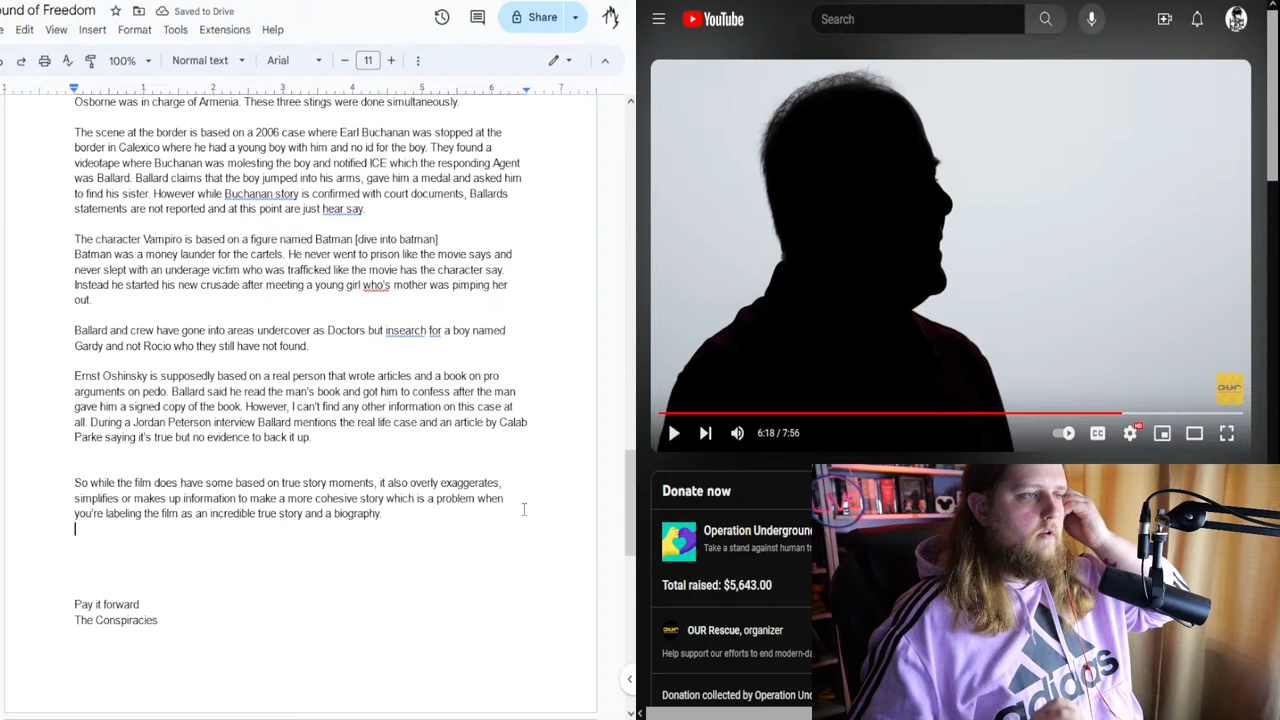 ound of Freedom
Saved to Drive
Edit View Insert Format Tools Extensions Help
Share
100% Normal text Arial 11
1 1 2 3 4 5 6 7
Osborne was in charge of Armenia. These three stings were done simultaneously.
The scene at the border is based on a 2006 case where Earl Buchanan was stopped at the
border in Calexico where he had a young boy with him and no id for the boy. They found a
videotape where Buchanan was molesting the boy and notified ICE which the responding Agent
was Ballard. Ballard claims that the boy jumped into his arms, gave him a medal and asked him
to find his sister. However while Buchanan story is confirmed with court documents, Ballards
statements are not reported and at this point are just hear say.
The character Vampiro is based on a figure named Batman [dive into batman]
Batman was a money launder for the cartels. He never went to prison like the movie says and
never slept with an underage victim who was trafficked like the movie has the character say.
Instead he started his new crusade after meeting a young girl who's mother was pimping her
out.
Ballard and crew have gone into areas undercover as Doctors but insearch for a boy named
Gardy and not Rocio who they still have not found.
Ernst Oshinsky is supposedly based on a real person that wrote articles and a book on pro
arguments on pedo. Ballard said he read the man's book and got him to confess after the man
gave him a signed copy of the book. However, I can't find any other information on this case at
all. During a Jordan Peterson interview Ballard mentions the real life case and an article by Calab
Parke saying it's true but no evidence to back it up.
So while the film does have some based on true story moments, it also overly exaggerates,
simplifies or makes up information to make a more cohesive story which is a problem when
you're labeling the film as an incredible true story and a biography.
Pay it forward
The Conspiracies
YouTube
Search
OUR
6:18 / 7:56
CC
HD
Donate now
Operation Undergroun
Take a stand against human t
Total raised: $5,643.00
OUR Rescue, organizer
Help support our efforts to end modern-da
Donation collected by Operation Un
adidas